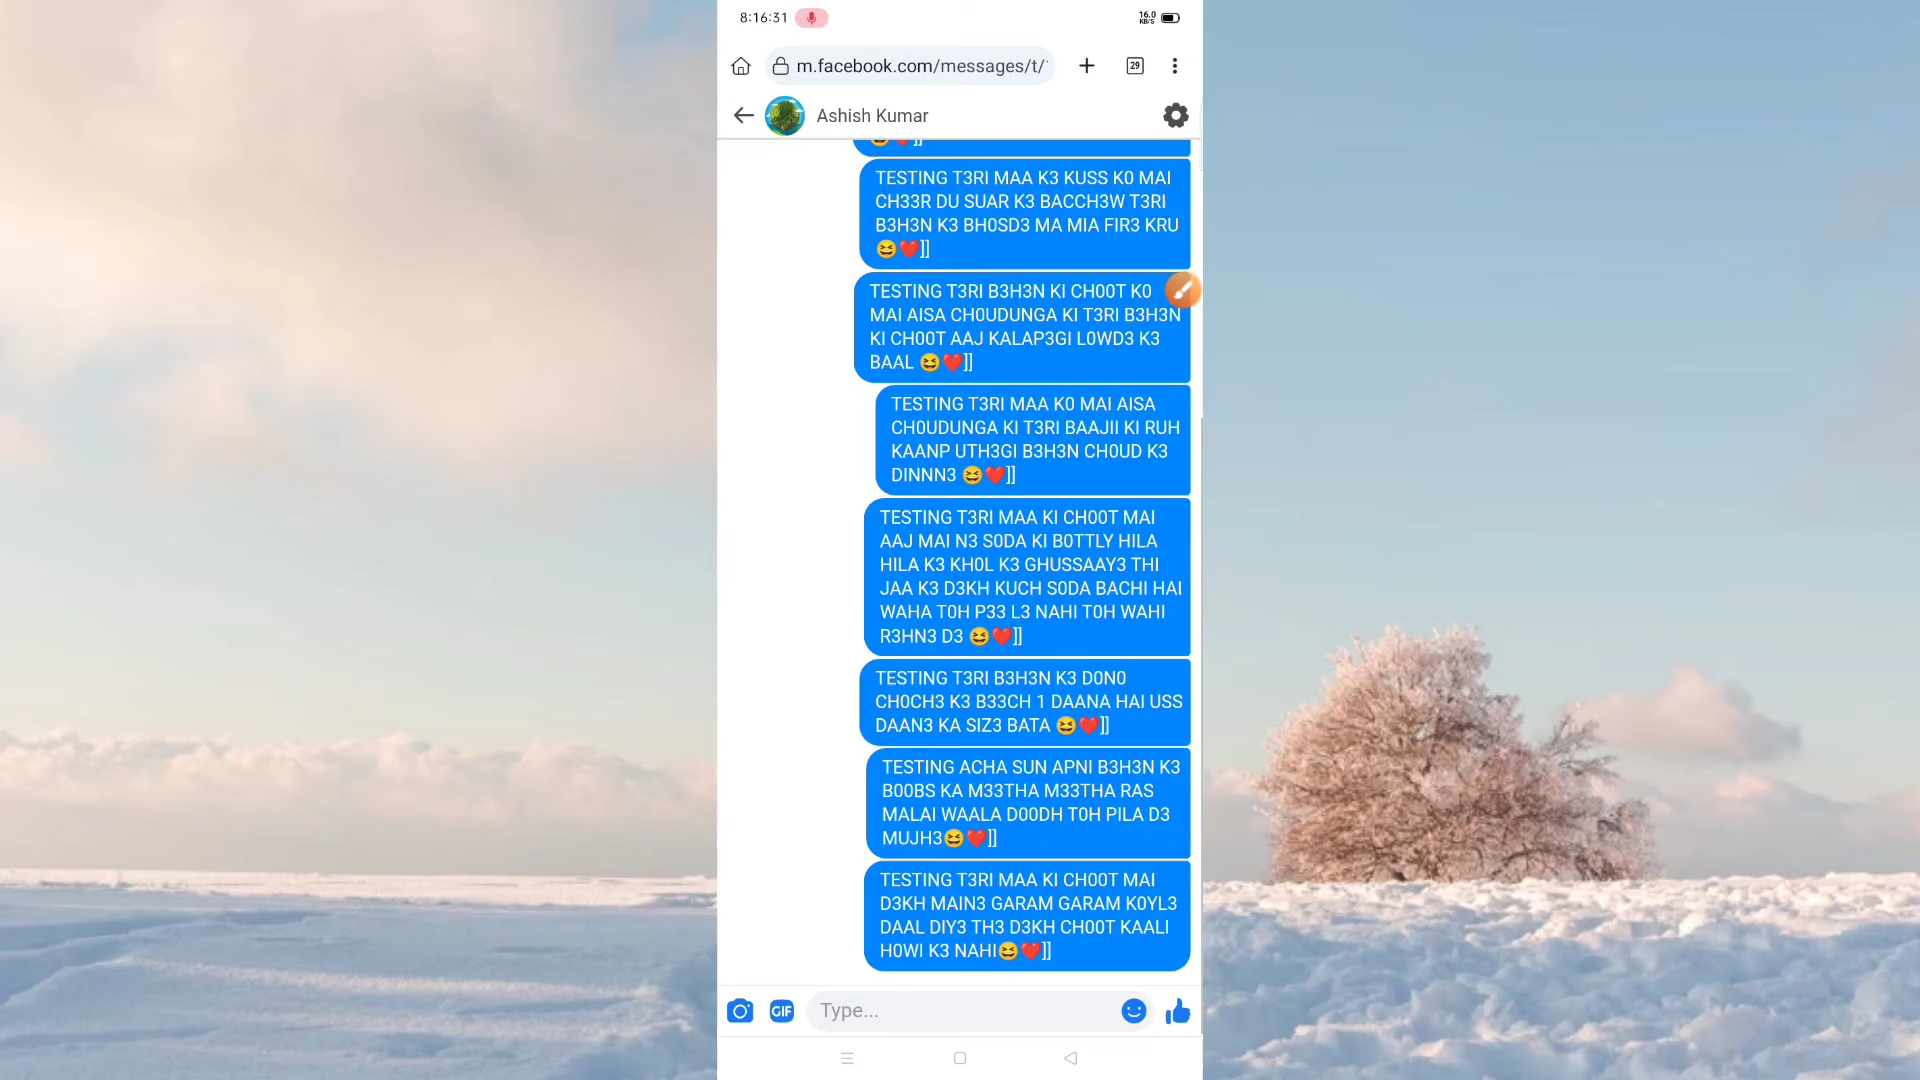 8:16:31
16.0
KB/S
m.facebook.com/messages/t/
29
Ashish Kumar
😆❤️]]
TESTING T3RI MAA K3 KUSS K0 MAI
CH33R DU SUAR K3 BACCH3W T3RI
B3H3N K3 BH0SD3 MA MIA FIR3 KRU
😆❤️]]
TESTING T3RI B3H3N KI CH00T K0
MAI AISA CH0UDUNGA KI T3RI B3H3N
KI CH00T AAJ KALAP3GI L0WD3 K3
BAAL 😆❤️]]
TESTING T3RI MAA K0 MAI AISA
CH0UDUNGA KI T3RI BAAJII KI RUH
KAANP UTH3GI B3H3N CH0UD K3
DINNN3 😆❤️]]
TESTING T3RI MAA KI CH00T MAI
AAJ MAI N3 S0DA KI B0TTLY HILA
HILA K3 KH0L K3 GHUSSAAY3 THI
JAA K3 D3KH KUCH S0DA BACHI HAI
WAHA T0H P33 L3 NAHI T0H WAHI
R3HN3 D3 😆❤️]]
TESTING T3RI B3H3N K3 D0N0
CH0CH3 K3 B33CH 1 DAANA HAI USS
DAAN3 KA SIZ3 BATA 😆❤️]]
TESTING ACHA SUN APNI B3H3N K3
B00BS KA M33THA M33THA RAS
MALAI WAALA D00DH T0H PILA D3
MUJH3😆❤️]]
TESTING T3RI MAA KI CH00T MAI
D3KH MAIN3 GARAM GARAM K0YL3
DAAL DIY3 TH3 D3KH CH00T KAALI
H0WI K3 NAHI😆❤️]]
GIF
Type...